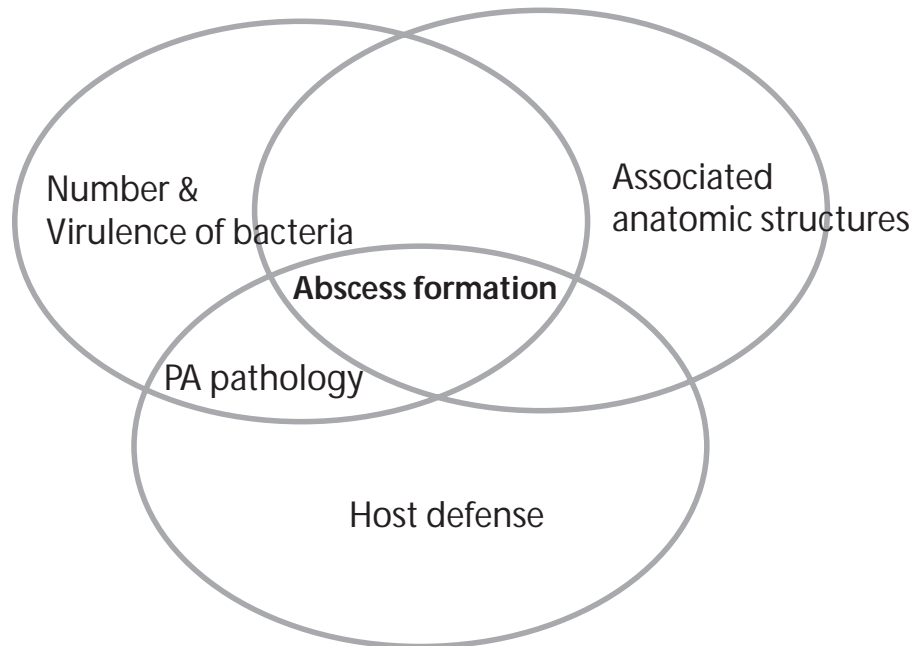 Number &
Virulence of bacteria
Associated
anatomic structures
Abscess formation
PA pathology
Host defense